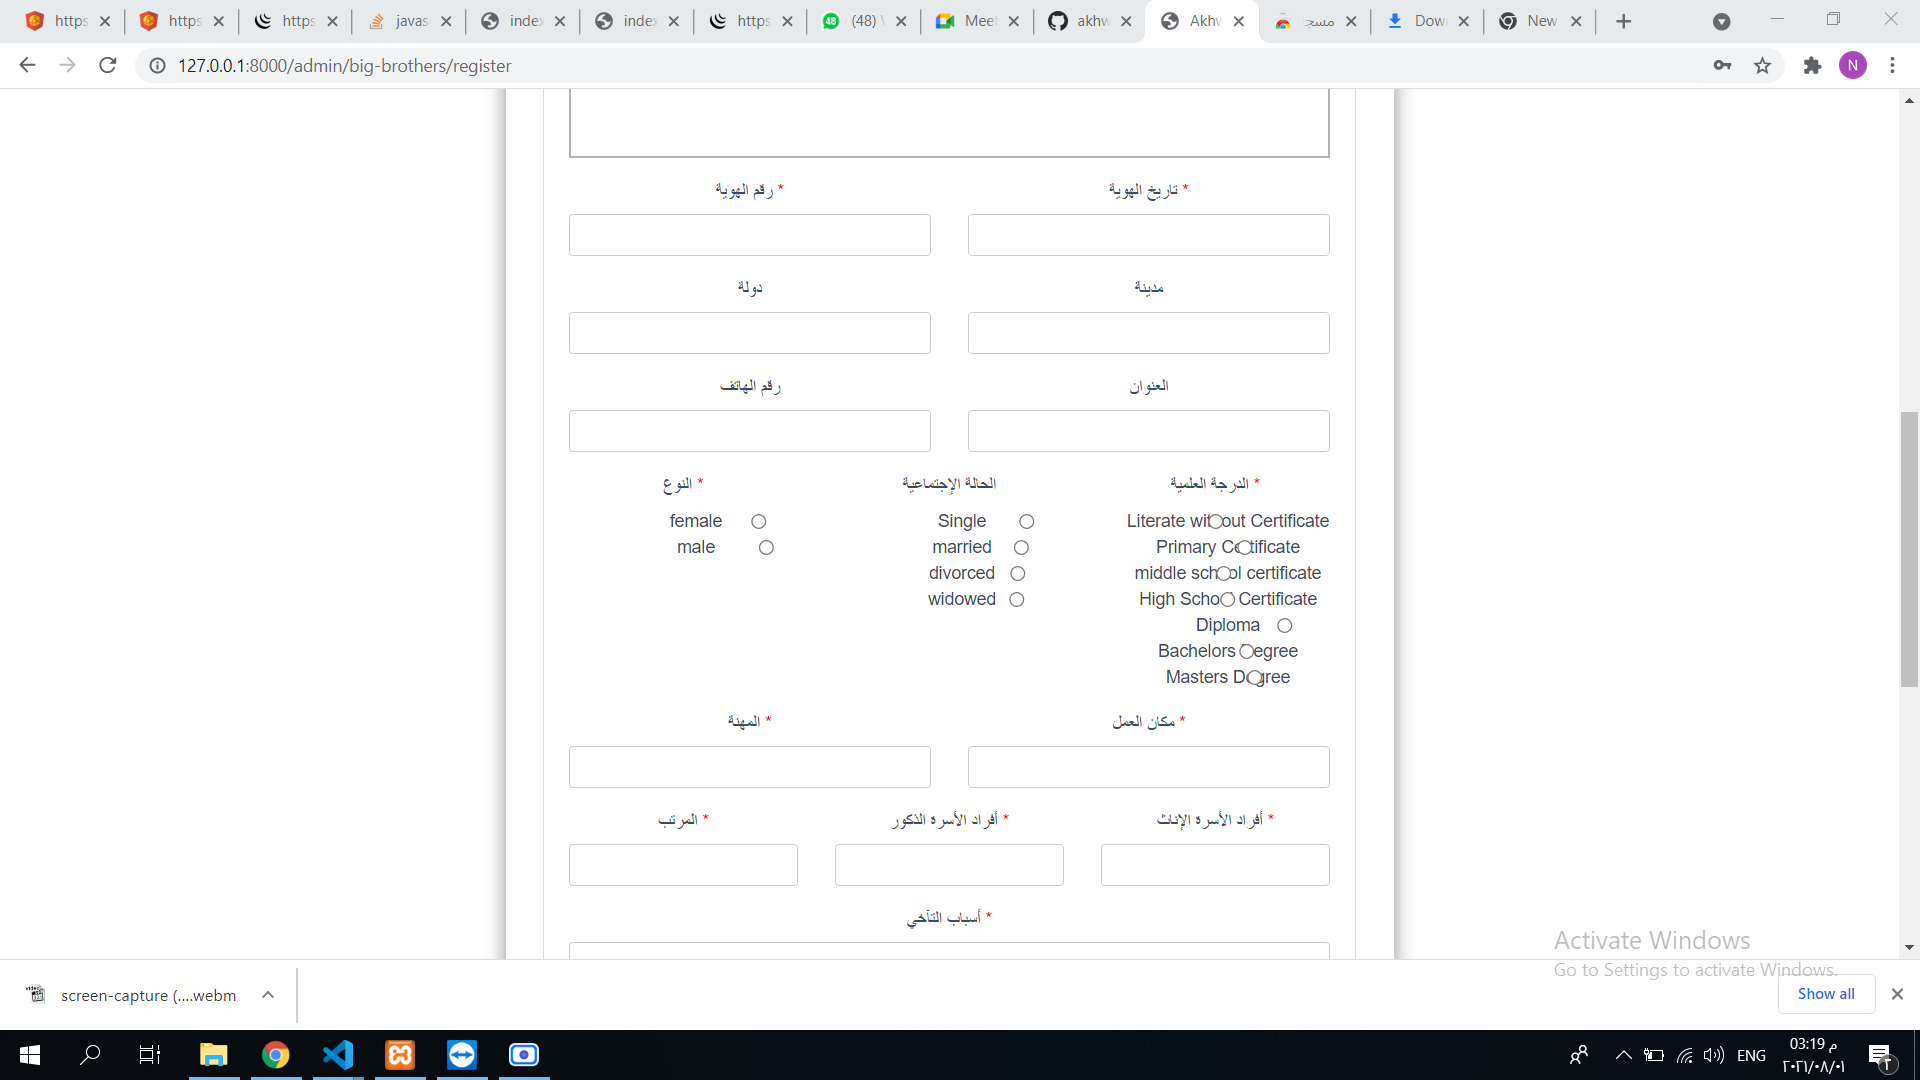 https
https
https
javas
index
index
https
(48)
Meet
akhw
Akhw
مسجـ
Down
New
127.0.0.1:8000/admin/big-brothers/register
N
* تاريخ الهوية
* رقم الهوية
مدينة
دولة
العنوان
رقم الهاتف
* الدرجة العلمية
الحالة الإجتماعية
* النوع
Literate without Certificate
Primary Certificate
middle school certificate
High School Certificate
Diploma
Bachelors Degree
Masters Degree
Single
married
divorced
widowed
female
male
* مكان العمل
* المهنة
* أفراد الأسرة الإناث
* أفراد الأسرة الذكور
* المرتب
* أسباب التآخي
Activate Windows
Go to Settings to activate Windows.
screen-capture (....webm
Show all
ENG
03:19 م
٢٠٢١/٠٨/٠١
٢